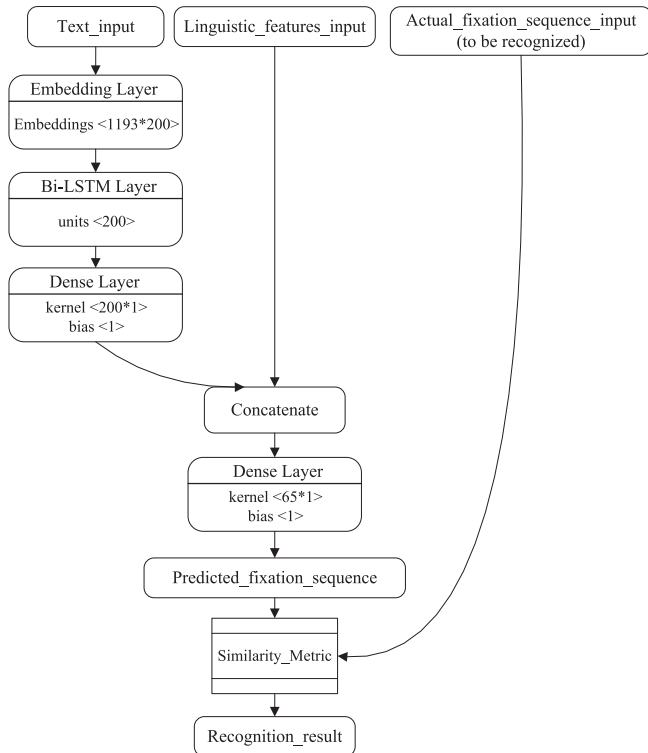 Text_input
Linguistic_features_input
Actual_fixation_sequence_input
(to be recognized)
Embedding Layer
Embeddings <1193*200>
Bi-LSTM Layer
units <200>
Dense Layer
kernel <200*1>
bias <1>
Concatenate
Dense Layer
kernel <65*1>
bias <1>
Predicted_fixation_sequence
Similarity_Metric
Recognition_result